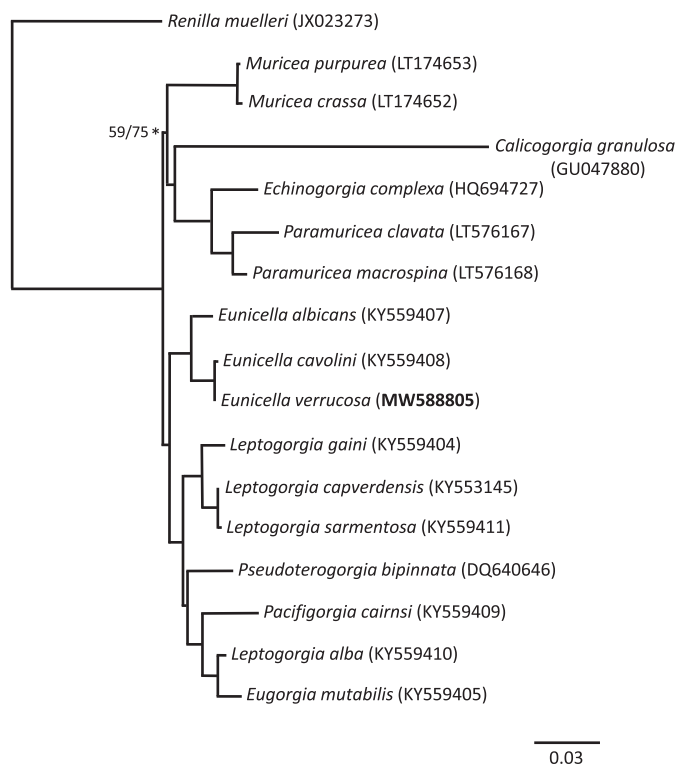 Renilla muelleri (JX023273)
Muricea purpurea (LT174653)
Muricea crassa (LT174652)
59/75 *
Calicogorgia granulosa
(GU047880)
Echinogorgia complexa (HQ694727)
Paramuricea clavata (LT576167)
Paramuricea macrospina (LT576168)
Eunicella albicans (KY559407)
Eunicella cavolini (KY559408)
Eunicella verrucosa (MW588805)
Leptogorgia gaini (KY559404)
Leptogorgia capverdensis (KY553145)
Leptogorgia sarmentosa (KY559411)
Pseudoterogorgia bipinnata (DQ640646)
Pacifigorgia cairnsi (KY559409)
Leptogorgia alba (KY559410)
Eugorgia mutabilis (KY559405)
0.03